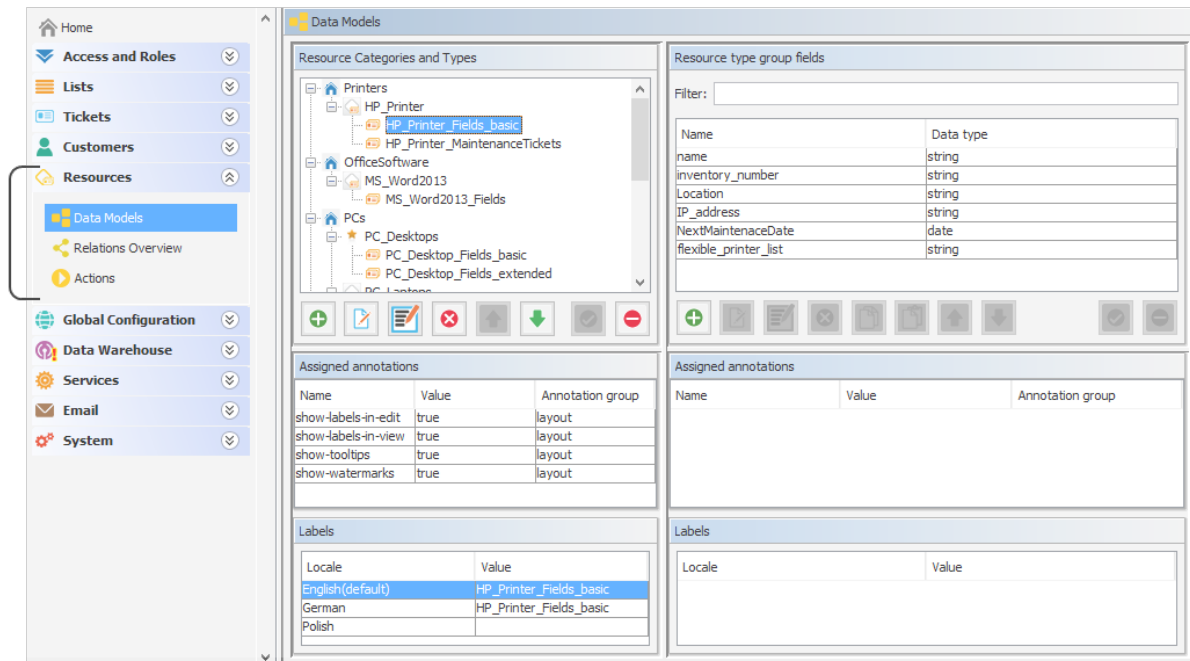 Home
Access and Roles
Lists
Tickets
Customers
Resources
Data Models
Relations Overview
Actions
Global Configuration
Data Warehouse
Services
Email
System
Data Models
Resource Categories and Types
Printers
HP_Printer
HP_Printer_Fields_basic
HP_Printer_MaintenanceTickets
OfficeSoftware
MS_Word2013
MS_Word2013_Fields
PCs
PC_Desktops
PC_Desktop_Fields_basic
PC_Desktop_Fields_extended
PC_Laptops
Assigned annotations
Name Value Annotation group
show-labels-in-edit true layout
show-labels-in-view true layout
show-tooltips true layout
show-watermarks true layout
Labels
Locale Value
English(default) HP_Printer_Fields_basic
German HP_Printer_Fields_basic
Polish
Resource type group fields
Filter:
Name Data type
name string
inventory_number string
Location string
IP_address string
NextMaintenaceDate date
flexible_printer_list string
Assigned annotations
Name Value Annotation group
Labels
Locale Value